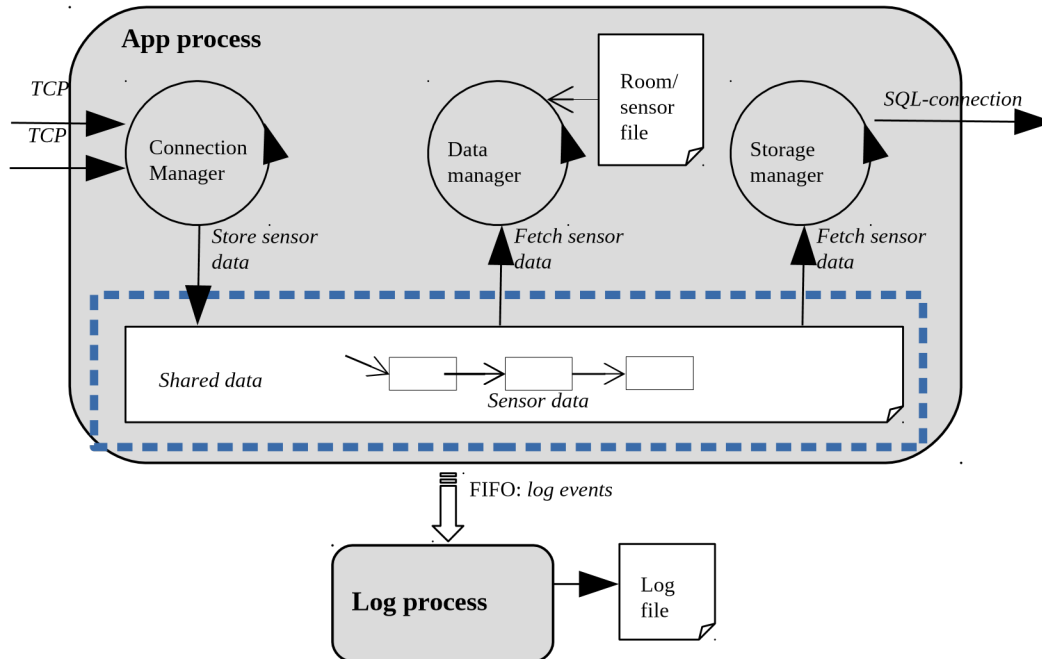 App process
TCP
TCP
Connection
Manager
Data
manager
Room/
sensor
file
Storage
manager
SQL-connection
Store sensor
data
Fetch sensor
data
Fetch sensor
data
Shared data
Sensor data
FIFO: log events
Log process
Log
file